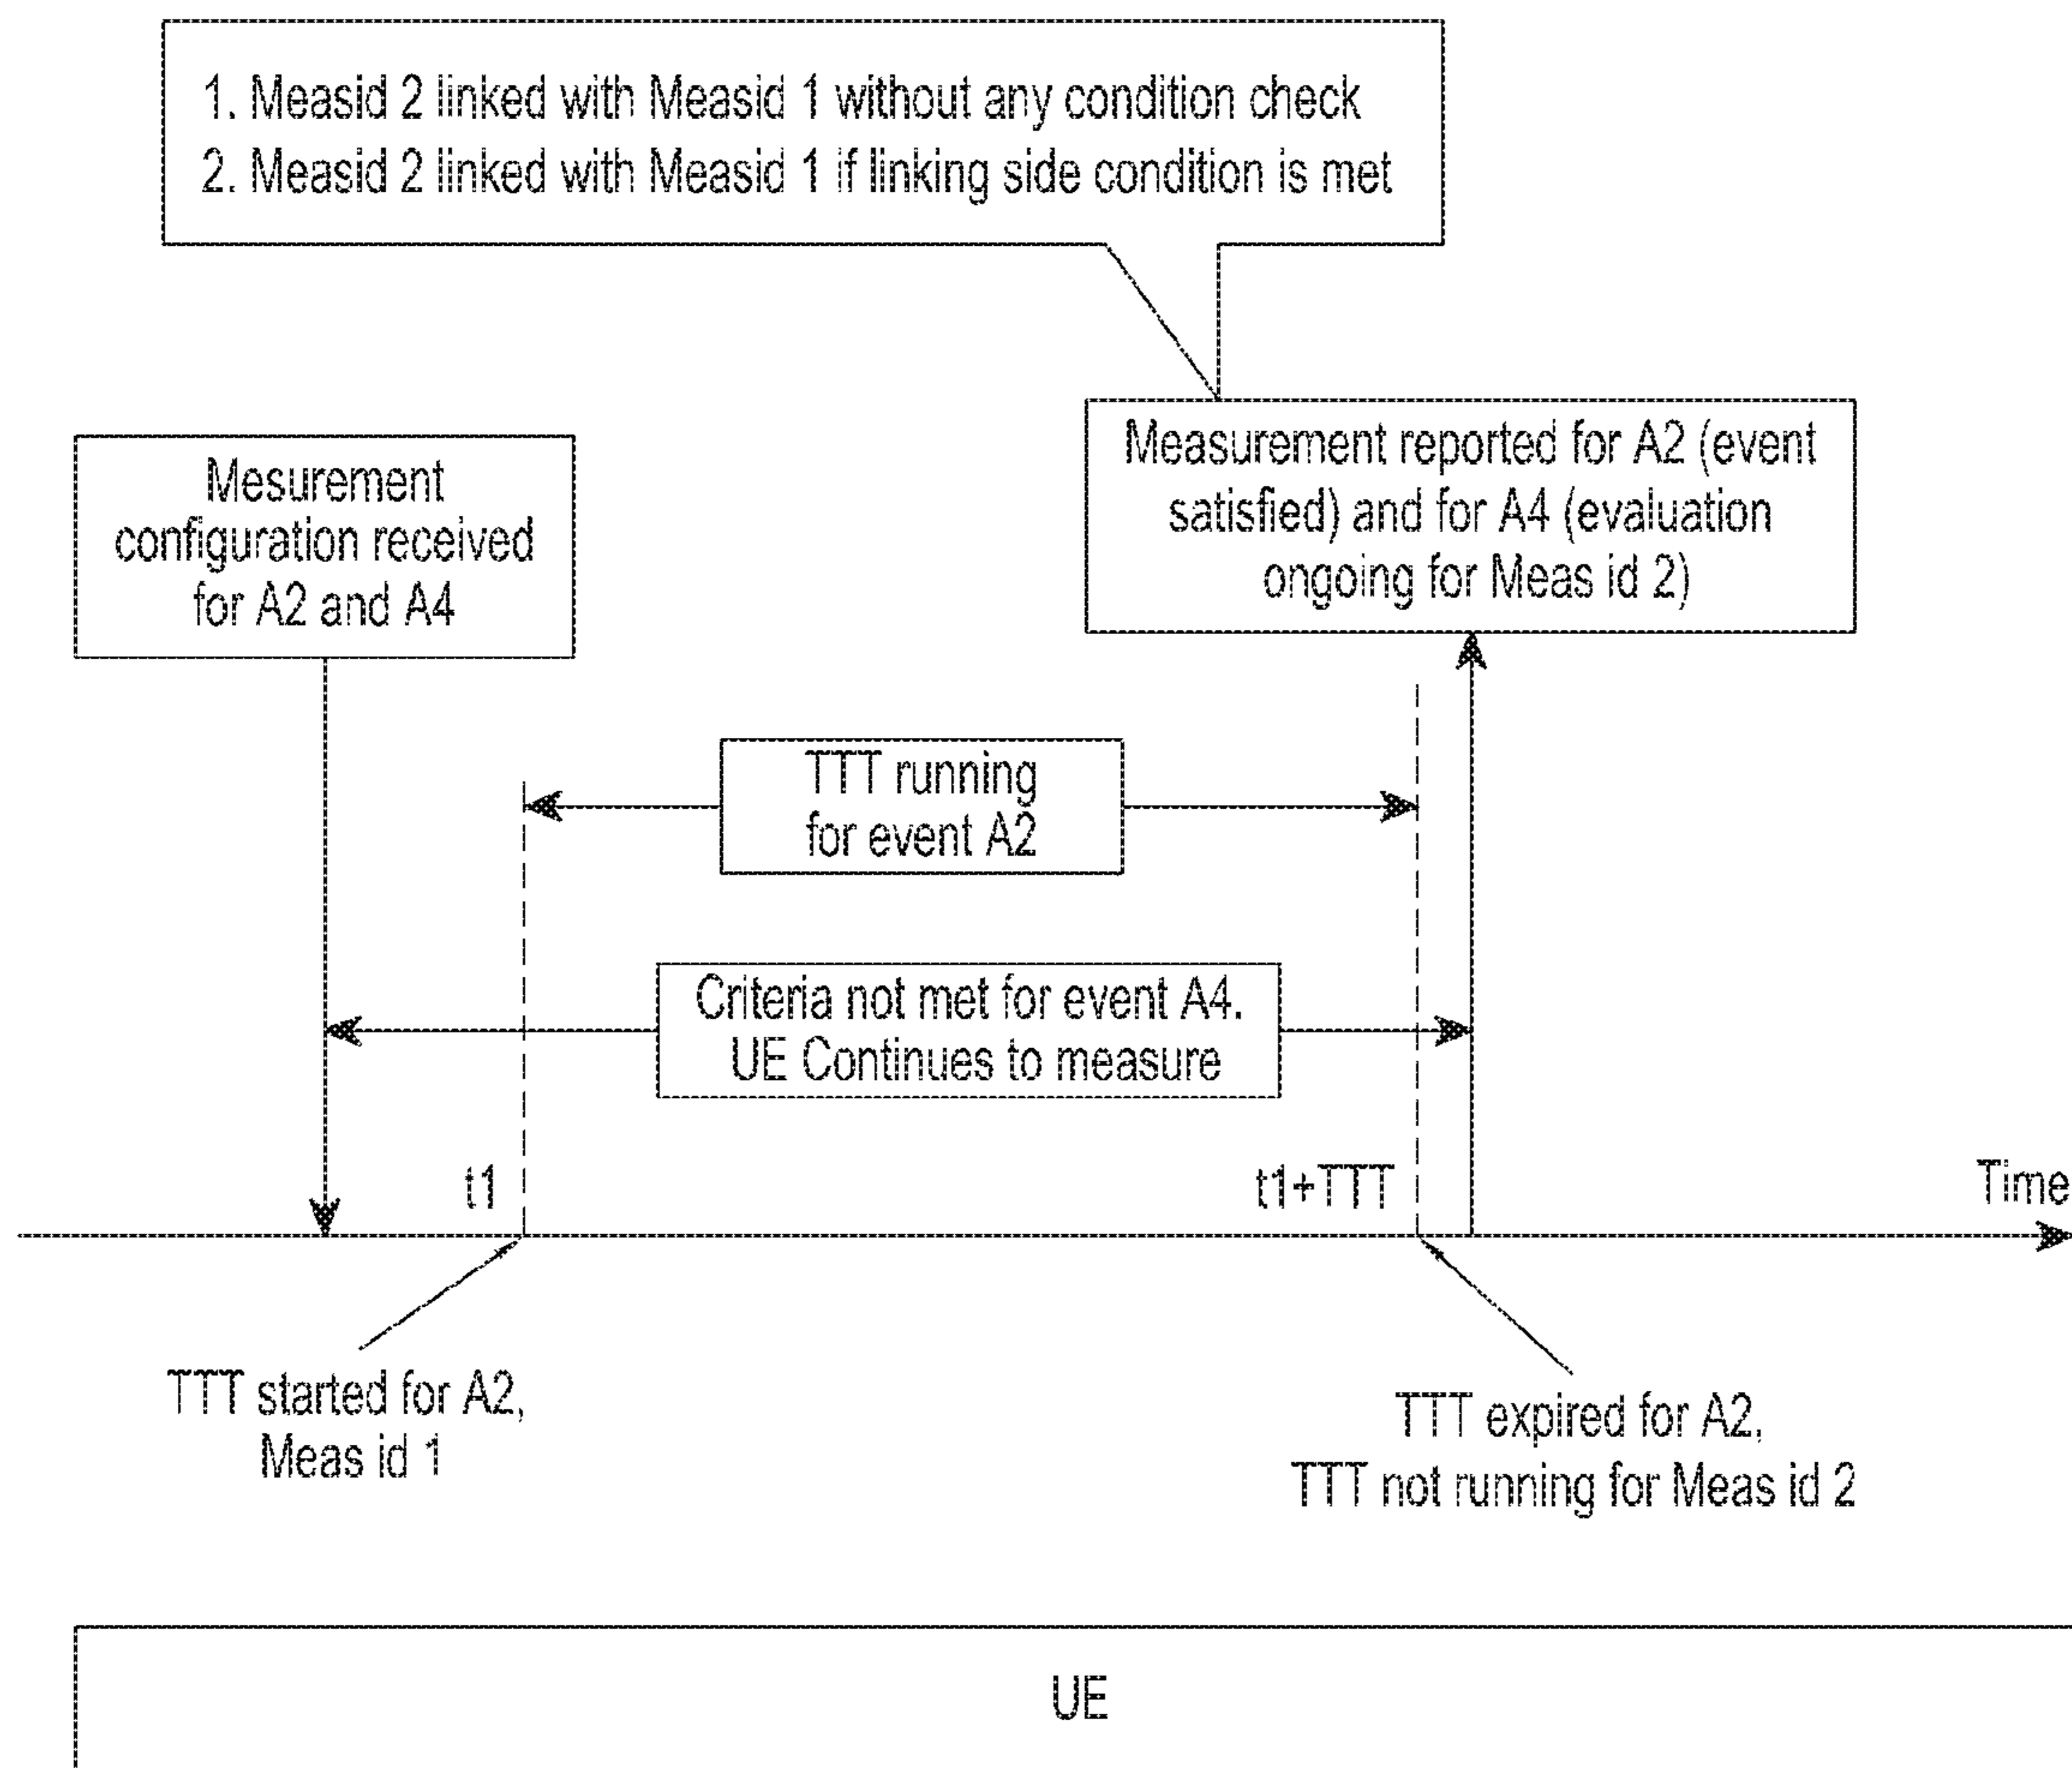 1. Measid 2 linked with Measid 1 without any condition check
2. Measid 2 linked with Measid 1 if linking side condition is met
Mesurement
configuration received
for A2 and A4
Measurement reported for A2 (event
satisfied) and for A4 (evaluation
ongoing for Meas id 2)
TTT running
for event A2
Criteria not met for event A4.
UE Continues to measure
t1
t1+TTT
Time
TTT started for A2,
Meas id 1
TTT expired for A2,
TTT not running for Meas id 2
UE